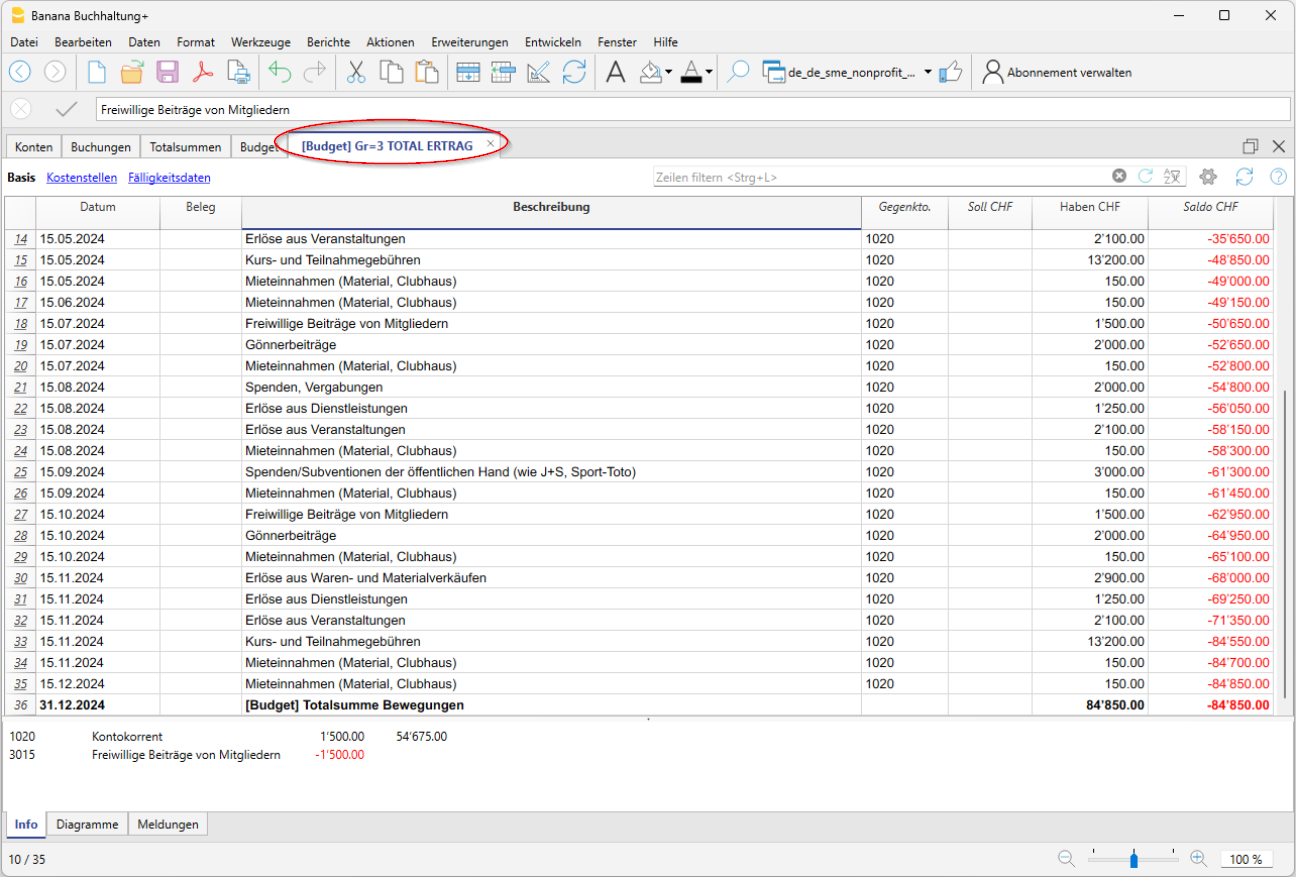 Banana Buchhaltung+
Datei Bearbeiten Daten Format Werkzeuge Berichte Aktionen Erweiterungen Entwickeln Fenster Hilfe
de_de_sme_nonprofit_... Abonnement verwalten
Freiwillige Beiträge von Mitgliedern
Konten Buchungen Totalsummen Budget [Budget] Gr=3 TOTAL ERTRAG
Basis Kostenstellen Fälligkeitsdaten Zeilen filtern <Strg+L>
Datum Beleg Beschreibung Gegenkto. Soll CHF Haben CHF Saldo CHF
14 15.05.2024 Erlöse aus Veranstaltungen 1020 2'100.00 -35'650.00
15 15.05.2024 Kurs- und Teilnahmegebühren 1020 13'200.00 -48'850.00
16 15.05.2024 Mieteinnahmen (Material, Clubhaus) 1020 150.00 -49'000.00
17 15.06.2024 Mieteinnahmen (Material, Clubhaus) 1020 150.00 -49'150.00
18 15.07.2024 Freiwillige Beiträge von Mitgliedern 1020 1'500.00 -50'650.00
19 15.07.2024 Gönnerbeiträge 1020 2'000.00 -52'650.00
20 15.07.2024 Mieteinnahmen (Material, Clubhaus) 1020 150.00 -52'800.00
21 15.08.2024 Spenden, Vergabungen 1020 2'000.00 -54'800.00
22 15.08.2024 Erlöse aus Dienstleistungen 1020 1'250.00 -56'050.00
23 15.08.2024 Erlöse aus Veranstaltungen 1020 2'100.00 -58'150.00
24 15.08.2024 Mieteinnahmen (Material, Clubhaus) 1020 150.00 -58'300.00
25 15.09.2024 Spenden/Subventionen der öffentlichen Hand (wie J+S, Sport-Toto) 1020 3'000.00 -61'300.00
26 15.09.2024 Mieteinnahmen (Material, Clubhaus) 1020 150.00 -61'450.00
27 15.10.2024 Freiwillige Beiträge von Mitgliedern 1020 1'500.00 -62'950.00
28 15.10.2024 Gönnerbeiträge 1020 2'000.00 -64'950.00
29 15.10.2024 Mieteinnahmen (Material, Clubhaus) 1020 150.00 -65'100.00
30 15.11.2024 Erlöse aus Waren- und Materialverkäufen 1020 2'900.00 -68'000.00
31 15.11.2024 Erlöse aus Dienstleistungen 1020 1'250.00 -69'250.00
32 15.11.2024 Erlöse aus Veranstaltungen 1020 2'100.00 -71'350.00
33 15.11.2024 Kurs- und Teilnahmegebühren 1020 13'200.00 -84'550.00
34 15.11.2024 Mieteinnahmen (Material, Clubhaus) 1020 150.00 -84'700.00
35 15.12.2024 Mieteinnahmen (Material, Clubhaus) 1020 150.00 -84'850.00
36 31.12.2024 [Budget] Totalsumme Bewegungen 84'850.00 -84'850.00
1020 Kontokorrent 1'500.00 54'675.00
3015 Freiwillige Beiträge von Mitgliedern -1'500.00
Info Diagramme Meldungen
10 / 35 100 %